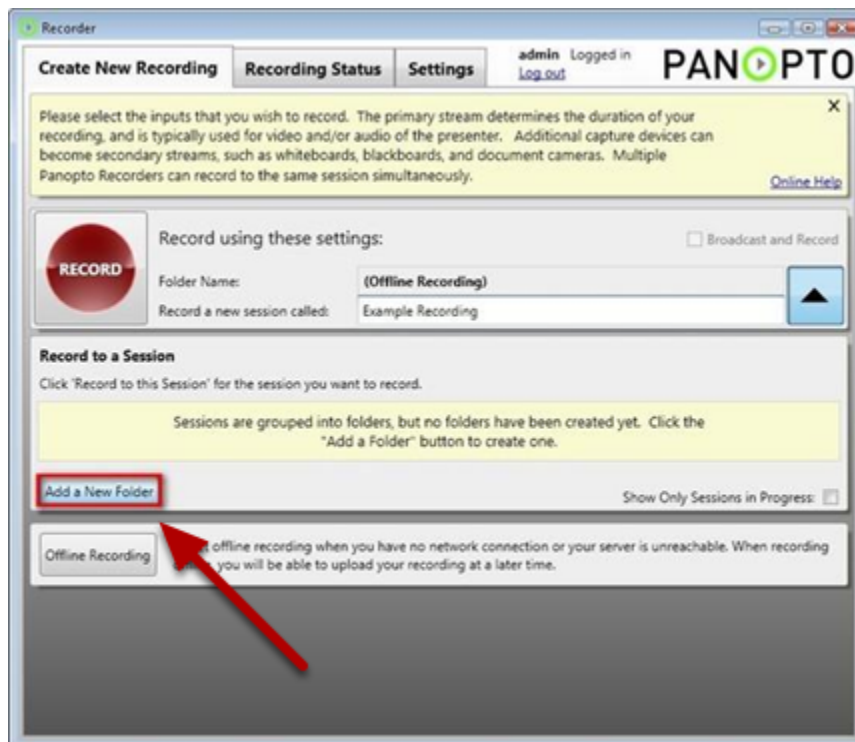 Recorder
Create New Recording
Recording Status
Settings
admin Logged in
Log out
PANOPTO
Please select the inputs that you wish to record. The primary stream determines the duration of your
recording, and is typically used for video and/or audio of the presenter. Additional capture devices can
become secondary streams, such as whiteboards, blackboards, and document cameras. Multiple
Panopto Recorders can record to the same session simultaneously.
X
Online Help
RECORD
Record using these settings:
Broadcast and Record
Folder Name:
(Offline Recording)
Record a new session called:
Example Recording
Record to a Session
Click 'Record to this Session' for the session you want to record.
Sessions are grouped into folders, but no folders have been created yet. Click the
"Add a Folder" button to create one.
Add a New Folder
Show Only Sessions in Progress:
Offline Recording
offline recording when you have no network connection or your server is unreachable. When recording
you will be able to upload your recording at a later time.